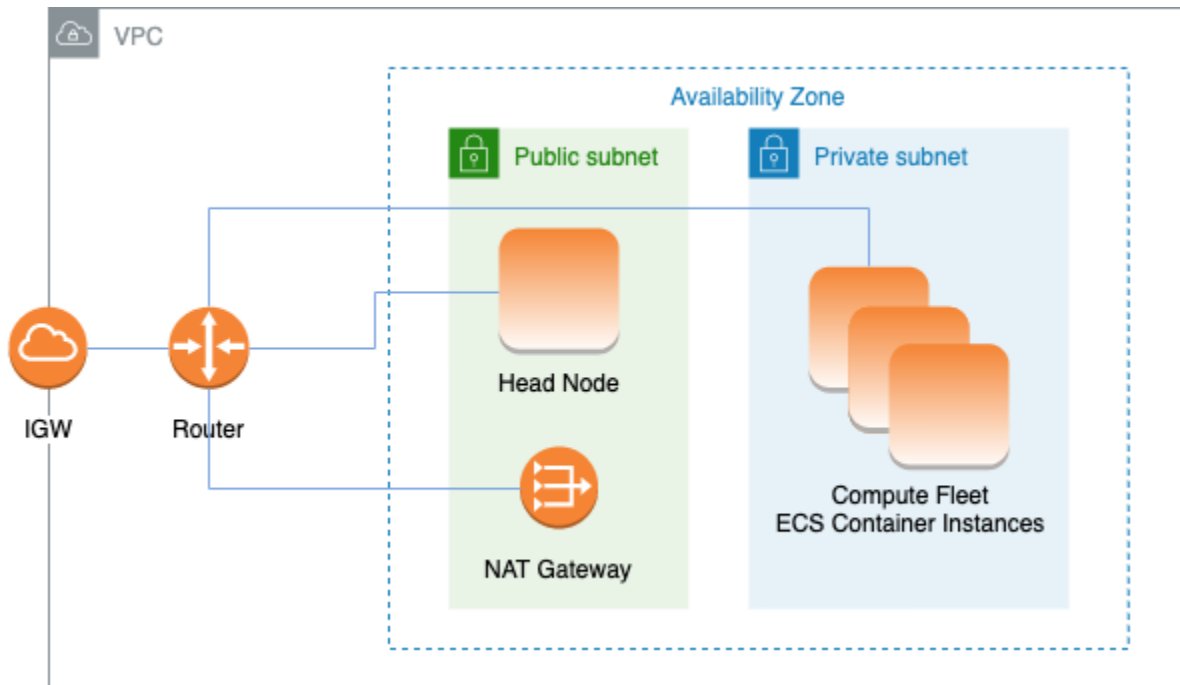 VPC
Availability Zone
Public subnet
Private subnet
Head Node
IGW
Router
NAT Gateway
Compute Fleet
ECS Container Instances